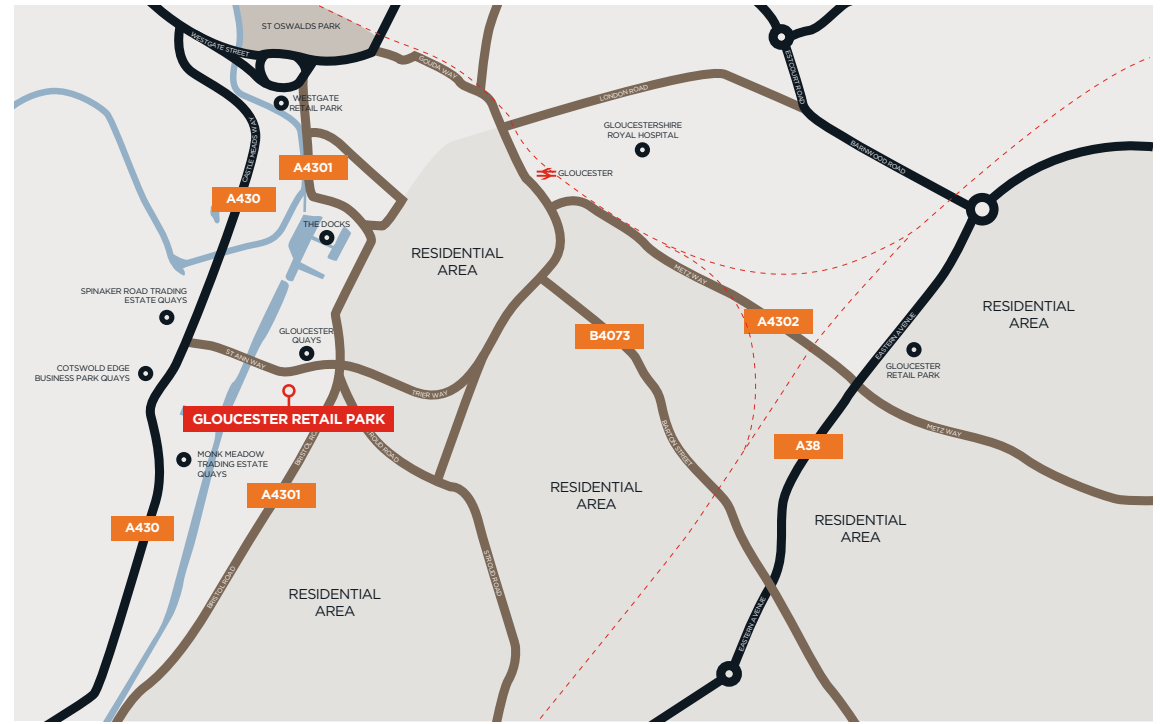 ST OSWALDS PARK
WESTGATE STREET
GOUDA WAY
ESTCOURT ROAD
LONDON ROAD
WESTGATE
RETAIL PARK
CASTLE MEADS WAY
GLOUCESTERSHIRE
ROYAL HOSPITAL
BARNWOOD ROAD
A4301
GLOUCESTER
A430
THE DOCKS
RESIDENTIAL
AREA
METZ WAY
SPINAKER ROAD TRADING
ESTATE QUAYS
RESIDENTIAL
AREA
A4302
B4073
EASTERN AVENUE
GLOUCESTER
QUAYS
ST ANN WAY
GLOUCESTER
RETAIL PARK
COTSWOLD EDGE
BUSINESS PARK QUAYS
TRIER WAY
GLOUCESTER RETAIL PARK
BARTON STREET
METZ WAY
BRISTOL RO
ROUD ROAD
A38
MONK MEADOW
TRADING ESTATE
QUAYS
A4301
RESIDENTIAL
AREA
A430
RESIDENTIAL
AREA
STROUD ROAD
BRISTOL ROAD
RESIDENTIAL
AREA
EASTERN AVENUE